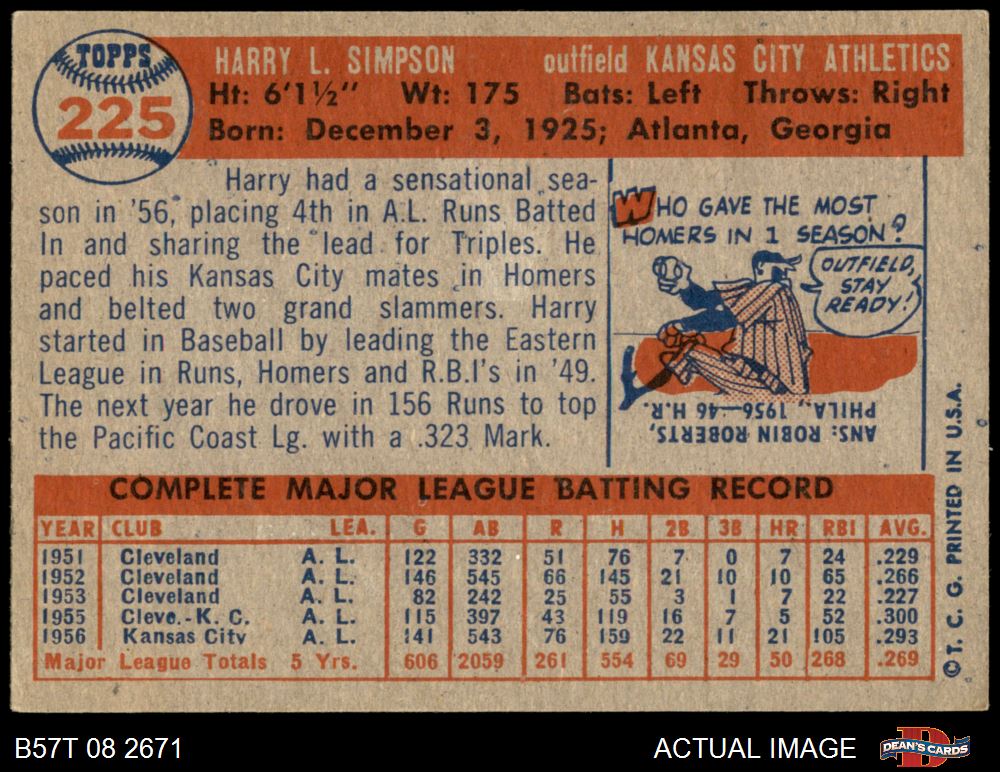 TOPPS
225
HARRY L. SIMPSON outfield KANSAS CITY ATHLETICS
Ht: 6'1½" Wt: 175 Bats: Left Throws: Right
Born: December 3, 1925; Atlanta, Georgia
Harry had a sensational sea-
son in '56, placing 4th in A.L. Runs Batted
In and sharing the lead for Triples. He
paced his Kansas City mates in Homers
and belted two grand slammers. Harry
started in Baseball by leading the Eastern
League in Runs, Homers and R.B.I's in '49.
The next year he drove in 156 Runs to top
the Pacific Coast Lg. with a .323 Mark.
WHO GAVE THE MOST
HOMERS IN 1 SEASON?
OUTFIELD,
STAY
READY!
ANS: ROBIN ROBERTS,
PHILA., 1956—46 H.R.
COMPLETE MAJOR LEAGUE BATTING RECORD
YEAR CLUB LEA. G AB R H 2B 3B HR RBI AVG.
1951 Cleveland A. L. 122 332 51 76 7 0 7 24 .229
1952 Cleveland A. L. 146 545 66 145 21 10 10 65 .266
1953 Cleveland A. L. 82 242 25 55 3 1 7 22 .227
1955 Cleve.-K. C. A. L. 115 397 43 119 16 7 5 52 .300
1956 Kansas City A. L. 141 543 76 159 22 11 21 105 .293
Major League Totals 5 Yrs. 606 2059 261 554 69 29 50 268 .269
©T. C. G. PRINTED IN U.S.A.
B57T 08 2671 ACTUAL IMAGE
D
DEAN'S CARDS